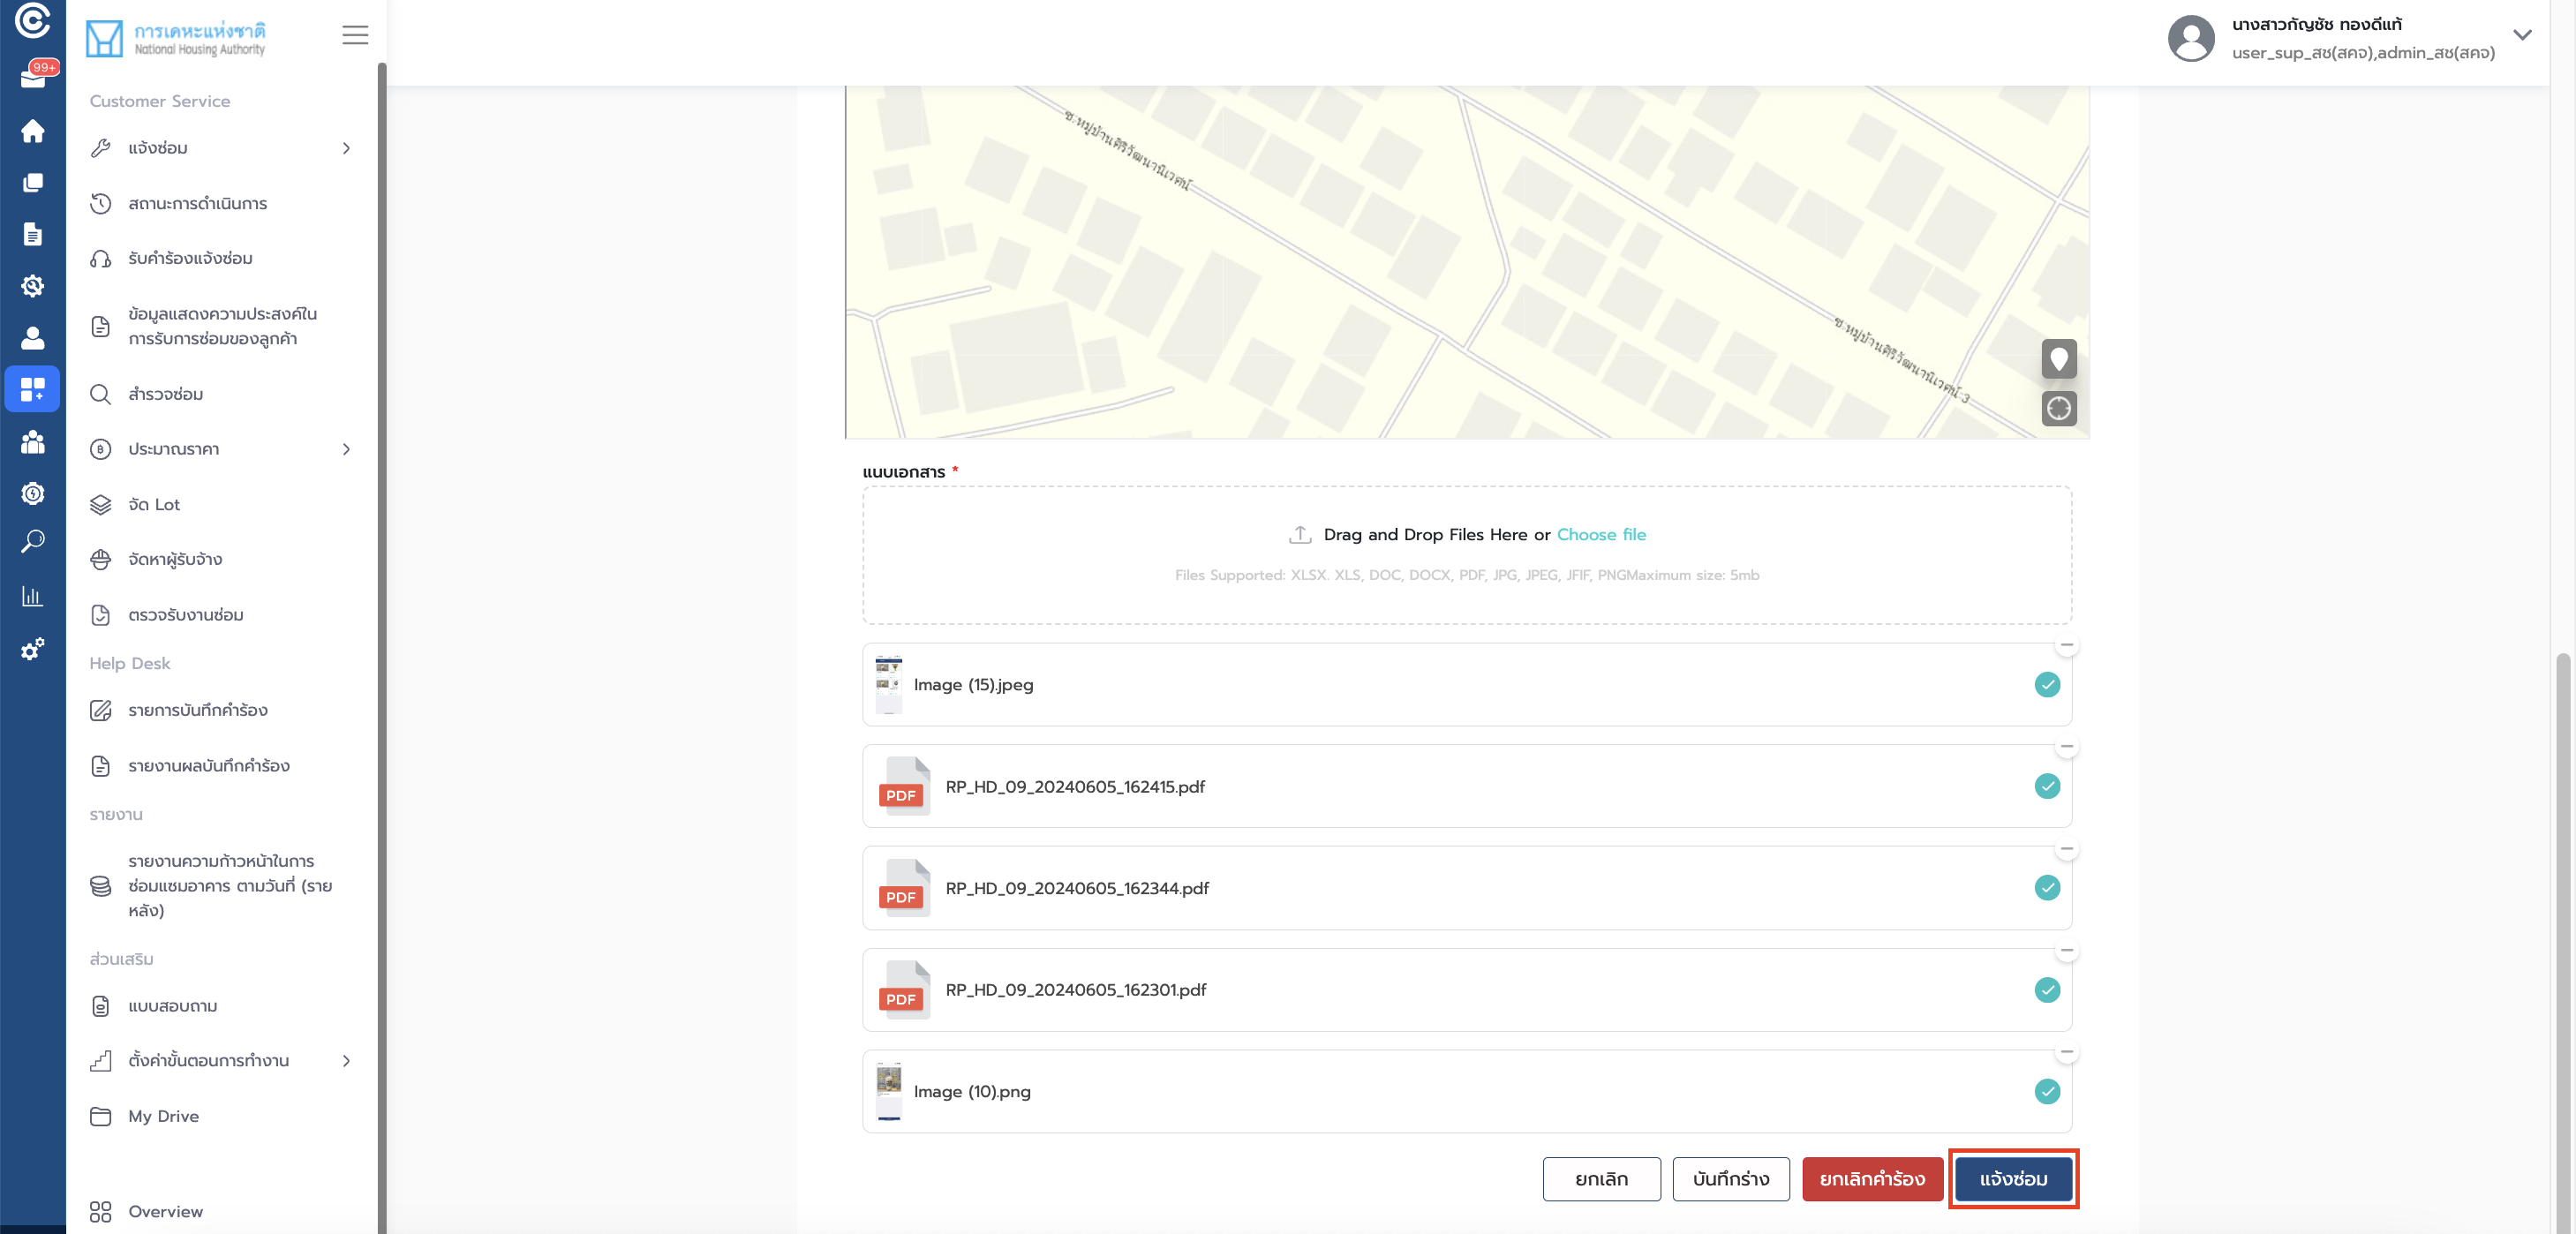 99+
การเคหะแห่งชาติ
National Housing Authority
Customer Service
แจ้งซ่อม
สถานะการดำเนินการ
รับคำร้องแจ้งซ่อม
ข้อมูลแสดงความประสงค์ใน
การรับการซ่อมของลูกค้า
สำรวจซ่อม
ประมาณราคา
จัด Lot
จัดหาผู้รับจ้าง
ตรวจรับงานซ่อม
Help Desk
รายการบันทึกคำร้อง
รายงานผลบันทึกคำร้อง
รายงาน
รายงานความก้าวหน้าในการ
ซ่อมแซมอาคาร ตามวันที่ (ราย
หลัง)
ส่วนเสริม
แบบสอบถาม
ตั้งค่าขั้นตอนการทำงาน
My Drive
Overview
นางสาวกัญชัช ทองดีแท้
user_sup_สช(สคจ),admin_สช(สคจ)
ซ.หมู่บ้านศิริวัฒนานิเวศน์
ซ.หมู่บ้านศิริวัฒนานิเวศน์ 3
แนบเอกสาร *
Drag and Drop Files Here or Choose file
Files Supported: XLSX. XLS, DOC, DOCX, PDF, JPG, JPEG, JFIF, PNGMaximum size: 5mb
Image (15).jpeg
PDF RP_HD_09_20240605_162415.pdf
PDF RP_HD_09_20240605_162344.pdf
PDF RP_HD_09_20240605_162301.pdf
Image (10).png
ยกเลิก บันทึกร่าง ยกเลิกคำร้อง แจ้งซ่อม